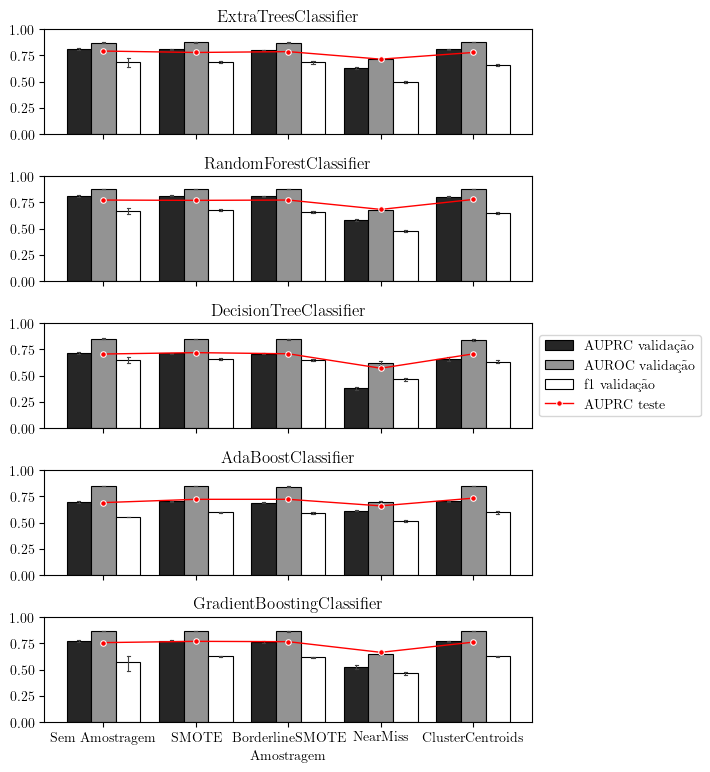 ExtraTreesClassifier
1.00
0.75
0.50
0.25
0.00
RandomForestClassifier
1.00
0.75
0.50
0.25
0.00
DecisionTreeClassifier
1.00
0.75
0.50
0.25
0.00
AUPRC validação
AUROC validação
f1 validação
AUPRC teste
AdaBoostClassifier
1.00
0.75
0.50
0.25
0.00
GradientBoostingClassifier
1.00
0.75
0.50
0.25
0.00
Sem Amostragem SMOTE BorderlineSMOTE NearMiss ClusterCentroids
Amostragem